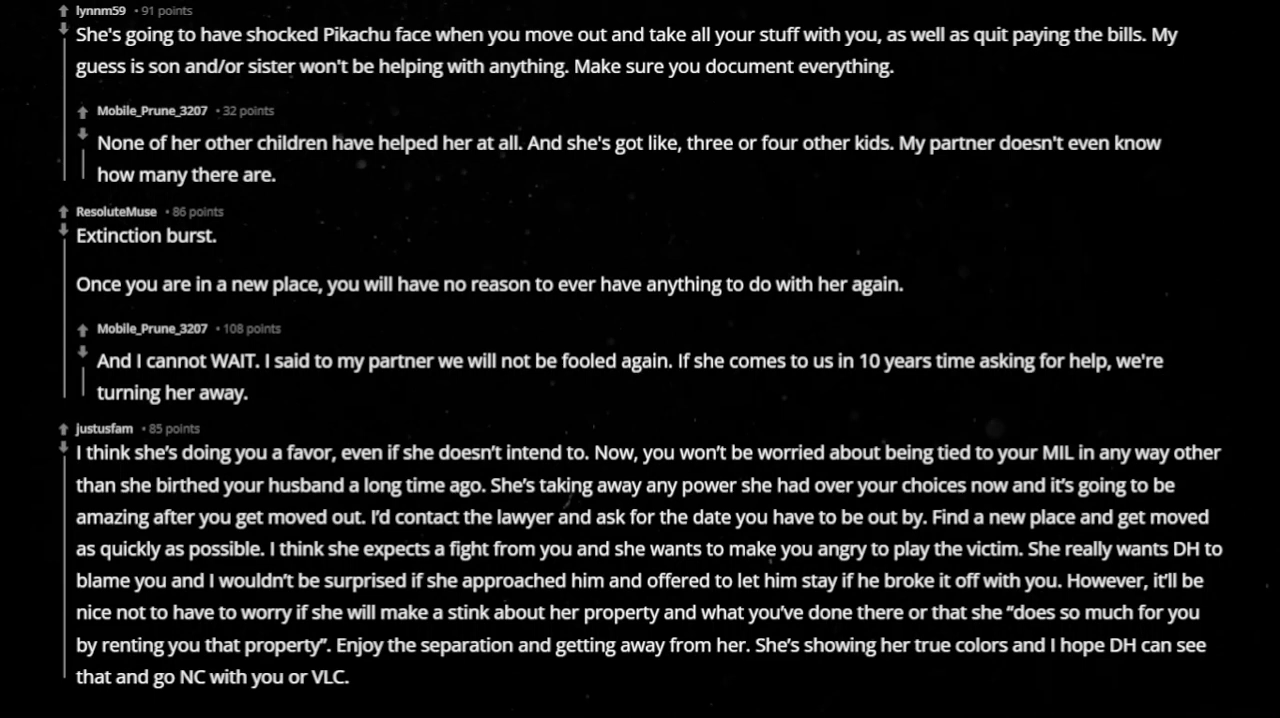 lynnm59 • 91 points
She's going to have shocked Pikachu face when you move out and take all your stuff with you, as well as quit paying the bills. My
guess is son and/or sister won't be helping with anything. Make sure you document everything.
Mobile_Prune_3207 • 32 points
None of her other children have helped her at all. And she's got like, three or four other kids. My partner doesn't even know
how many there are.
ResoluteMuse • 86 points
Extinction burst.
Once you are in a new place, you will have no reason to ever have anything to do with her again.
Mobile_Prune_3207 • 108 points
And I cannot WAIT. I said to my partner we will not be fooled again. If she comes to us in 10 years time asking for help, we're
turning her away.
justusfam • 85 points
I think she’s doing you a favor, even if she doesn’t intend to. Now, you won’t be worried about being tied to your MIL in any way other
than she birthed your husband a long time ago. She’s taking away any power she had over your choices now and it’s going to be
amazing after you get moved out. I’d contact the lawyer and ask for the date you have to be out by. Find a new place and get moved
as quickly as possible. I think she expects a fight from you and she wants to make you angry to play the victim. She really wants DH to
blame you and I wouldn’t be surprised if she approached him and offered to let him stay if he broke it off with you. However, it’ll be
nice not to have to worry if she will make a stink about her property and what you’ve done there or that she “does so much for you
by renting you that property”. Enjoy the separation and getting away from her. She’s showing her true colors and I hope DH can see
that and go NC with you or VLC.